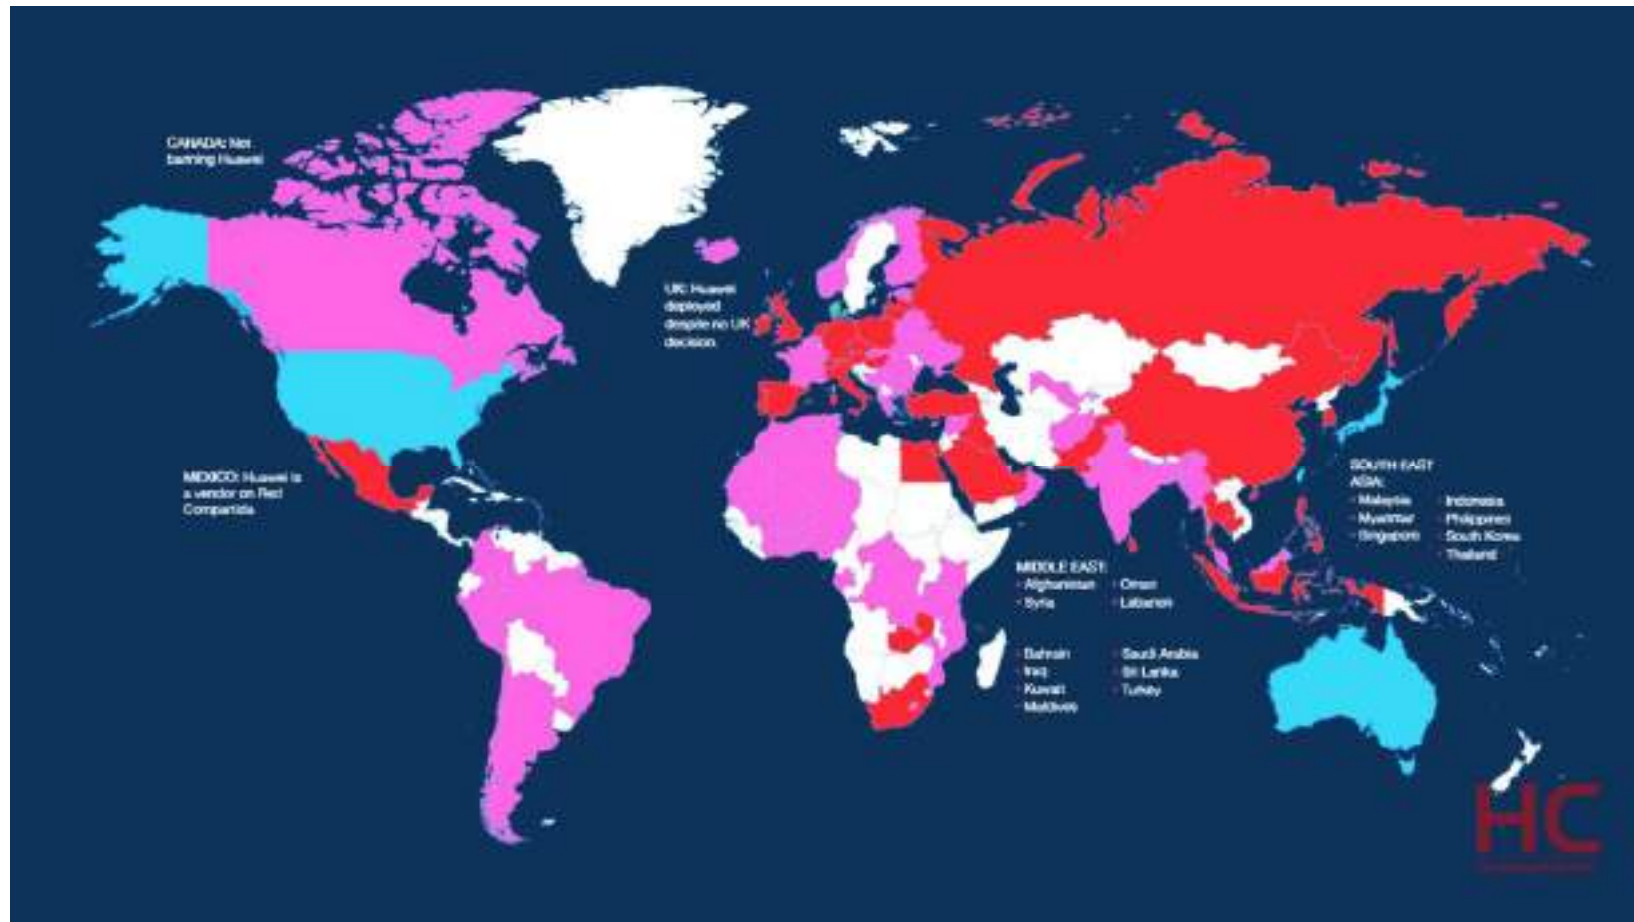 CANADA: Not
banning Huawei
UK: Huawei
deployed
despite no UK
decision.
MEXICO: Huawei is
a vendor on Red
Compartida
SOUTH EAST
ASIA:
Malaysia
Myanmar
Singapore
Indonesia
Philippines
South Korea
Thailand
MIDDLE EAST:
Afghanistan
Syria
Oman
Lebanon
Bahrain
Iraq
Kuwait
Maldives
Saudi Arabia
Sri Lanka
Turkey
HC